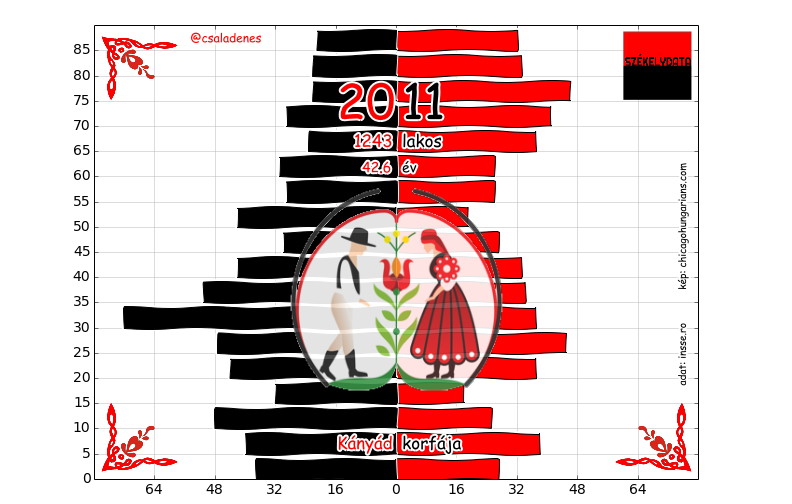 @csaladenes
SZÉKELYDATA
2011
1243 lakos
42.6 év
kép: chicagohungarians.com
adat: insse.ro
Kányád korfája
85
80
75
70
65
60
55
50
45
40
35
30
25
20
15
10
5
0
64 48 32 16 0 16 32 48 64